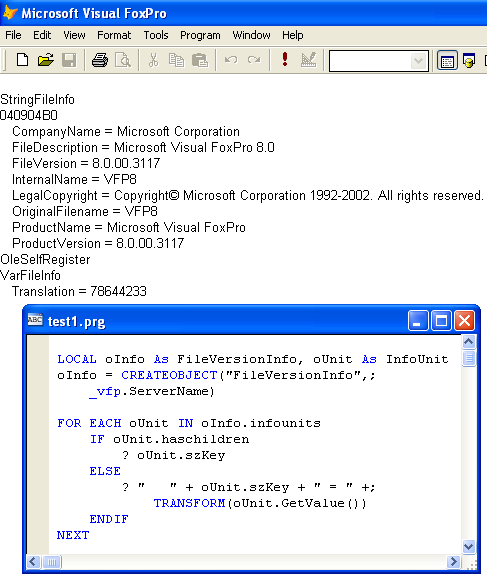 Microsoft Visual FoxPro
File Edit View Format Tools Program Window Help
StringFileInfo
040904B0
CompanyName = Microsoft Corporation
FileDescription = Microsoft Visual FoxPro 8.0
FileVersion = 8.0.00.3117
InternalName = VFP8
LegalCopyright = Copyright© Microsoft Corporation 1992-2002. All rights reserved.
OriginalFilename = VFP8
ProductName = Microsoft Visual FoxPro
ProductVersion = 8.0.00.3117
OleSelfRegister
VarFileInfo
Translation = 78644233
ABC test1.prg
LOCAL oInfo As FileVersionInfo, oUnit As InfoUnit
oInfo = CREATEOBJECT("FileVersionInfo",;
_vfp.ServerName)
FOR EACH oUnit IN oInfo.infounits
IF oUnit.haschildren
? oUnit.szKey
ELSE
? "   " + oUnit.szKey + " = " +;
TRANSFORM(oUnit.GetValue())
ENDIF
NEXT